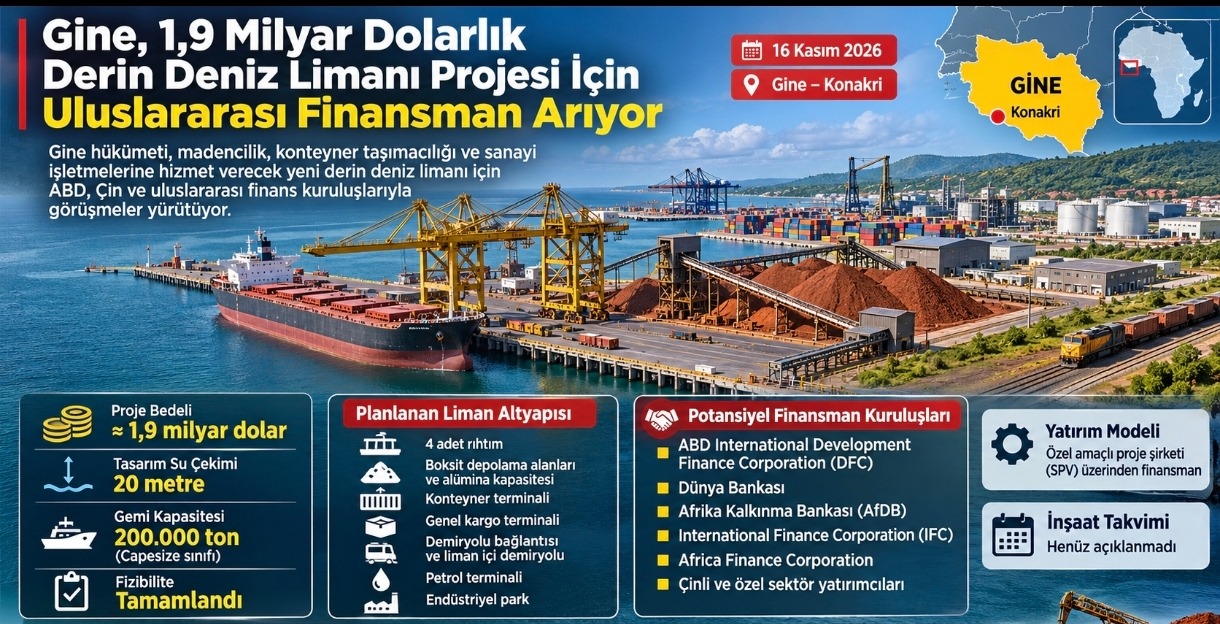 Gine, 1,9 Milyar Dolarlık
Derin Deniz Limanı Projesi İçin
Uluslararası Finansman Arıyor
Gine hükümeti, madencilik, konteyner taşımacılığı ve sanayi
işletmelerine hizmet verecek yeni derin deniz limanı için
ABD, Çin ve uluslararası finans kuruluşlarıyla
görüşmeler yürütüyor.
16 Kasım 2026
Gine – Konakri
GİNE
Konakri
Proje Bedeli
≈ 1,9 milyar dolar
Tasarım Su Çekimi
20 metre
Gemi Kapasitesi
200.000 ton
(Capesize sınıfı)
Fizibilite
Tamamlandı
Planlanan Liman Altyapısı
4 adet rıhtım
Boksit depolama alanları
ve alümina kapasitesi
Konteyner terminali
Genel kargo terminali
Demiryolu bağlantısı
ve liman içi demiryolu
Petrol terminali
Endüstriyel park
Potansiyel Finansman Kuruluşları
ABD International Development
Finance Corporation (DFC)
Dünya Bankası
Afrika Kalkınma Bankası (AfDB)
International Finance Corporation (IFC)
Africa Finance Corporation
Çinli ve özel sektör yatırımcıları
Yatırım Modeli
Özel amaçlı proje şirketi
(SPV) üzerinden finansman
İnşaat Takvimi
Henüz açıklanmadı